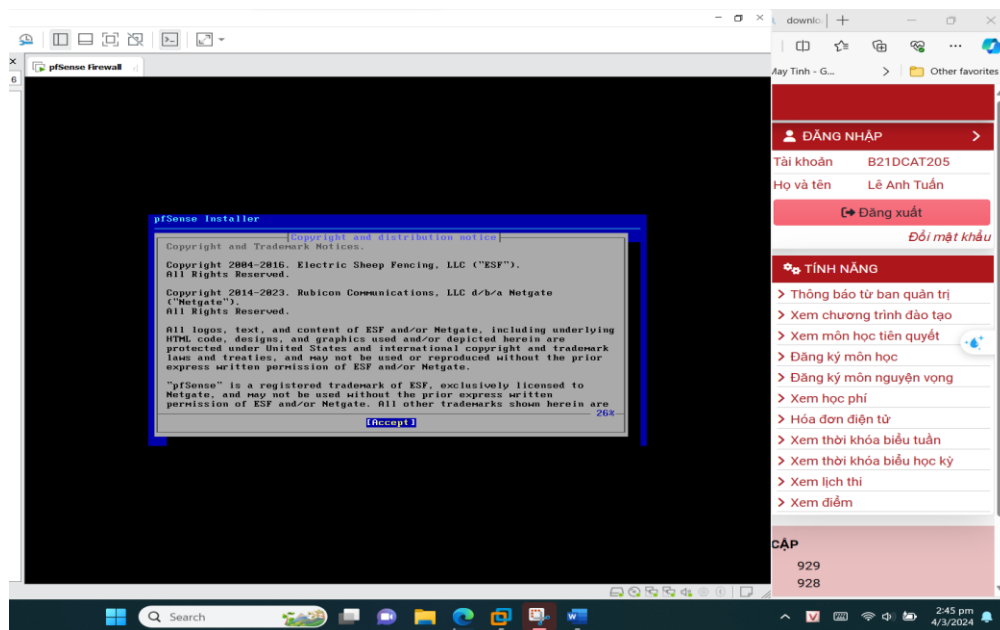 pfSense Firewall
6
pfSense Installer
Copyright and distribution notice
Copyright and Trademark Notices.
Copyright 2004-2016. Electric Sheep Fencing, LLC ("ESF").
All Rights Reserved.
Copyright 2014-2023. Rubicon Communications, LLC d/b/a Netgate
("Netgate").
All Rights Reserved.
All logos, text, and content of ESF and/or Netgate, including underlying
HTML code, designs, and graphics used and/or depicted herein are
protected under United States and international copyright and trademark
laws and treaties, and may not be used or reproduced without the prior
express written permission of ESF and/or Netgate.
"pfSense" is a registered trademark of ESF, exclusively licensed to
Netgate, and may not be used without the prior express written
permission of ESF and/or Netgate. All other trademarks shown herein are
26%
[Accept]
downlo
May Tinh - G...
Other favorites
ĐĂNG NHẬP
Tài khoản B21DCAT205
Họ và tên Lê Anh Tuấn
Đăng xuất
Đổi mật khẩu
TÍNH NĂNG
Thông báo từ ban quản trị
Xem chương trình đào tạo
Xem môn học tiên quyết
Đăng ký môn học
Đăng ký môn nguyện vọng
Xem học phí
Hóa đơn điện tử
Xem thời khóa biểu tuần
Xem thời khóa biểu học kỳ
Xem lịch thi
Xem điểm
CẬP
929
928
Search
2:45 pm
4/3/2024